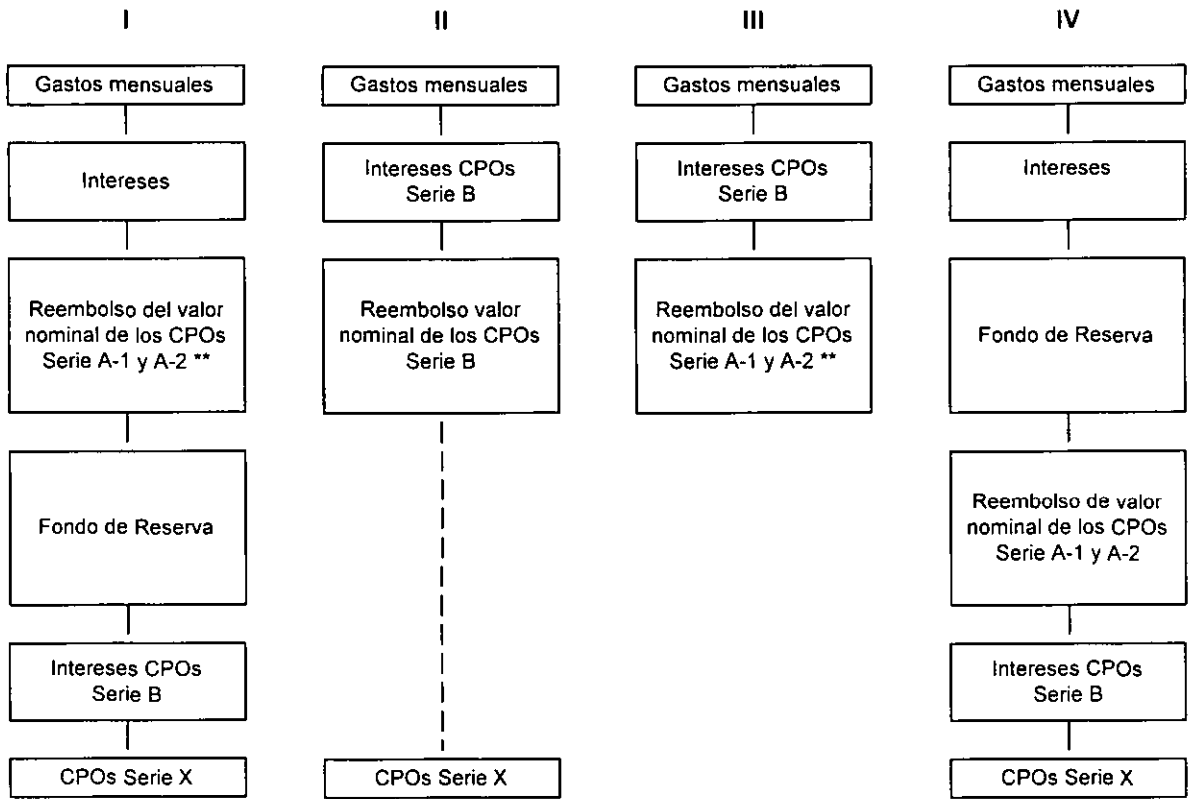 I
II
III
IV
Gastos mensuales
Intereses
Reembolso del valor
nominal de los CPOs
Serie A-1 y A-2 **
Fondo de Reserva
Intereses CPOs
Serie B
CPOs Serie X
Gastos mensuales
Intereses CPOs
Serie B
Reembolso valor
nominal de los CPOs
Serie B
CPOs Serie X
Gastos mensuales
Intereses CPOs
Serie B
Reembolso del valor
nominal de los CPOs
Serie A-1 y A-2 **
Gastos mensuales
Intereses
Fondo de Reserva
Reembolso de valor
nominal de los CPOs
Serie A-1 y A-2
Intereses CPOs
Serie B
CPOs Serie X